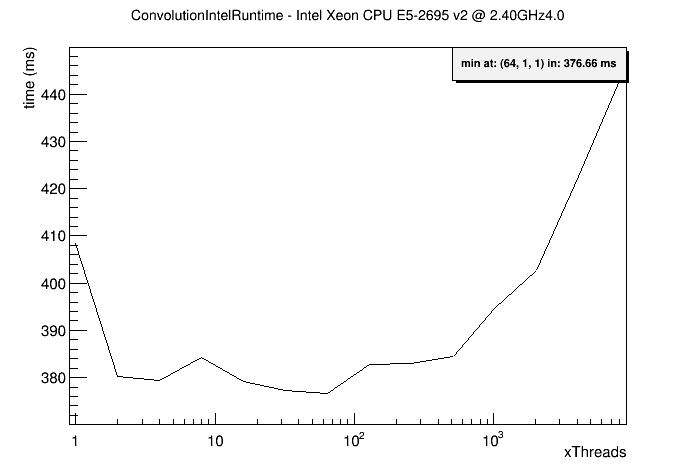 ConvolutionIntelRuntime - Intel Xeon CPU E5-2695 v2 @ 2.40GHz4.0
time (ms)
min at: (64, 1, 1) in: 376.66 ms
440
430
420
410
400
390
380
1 10 10² 10³
xThreads